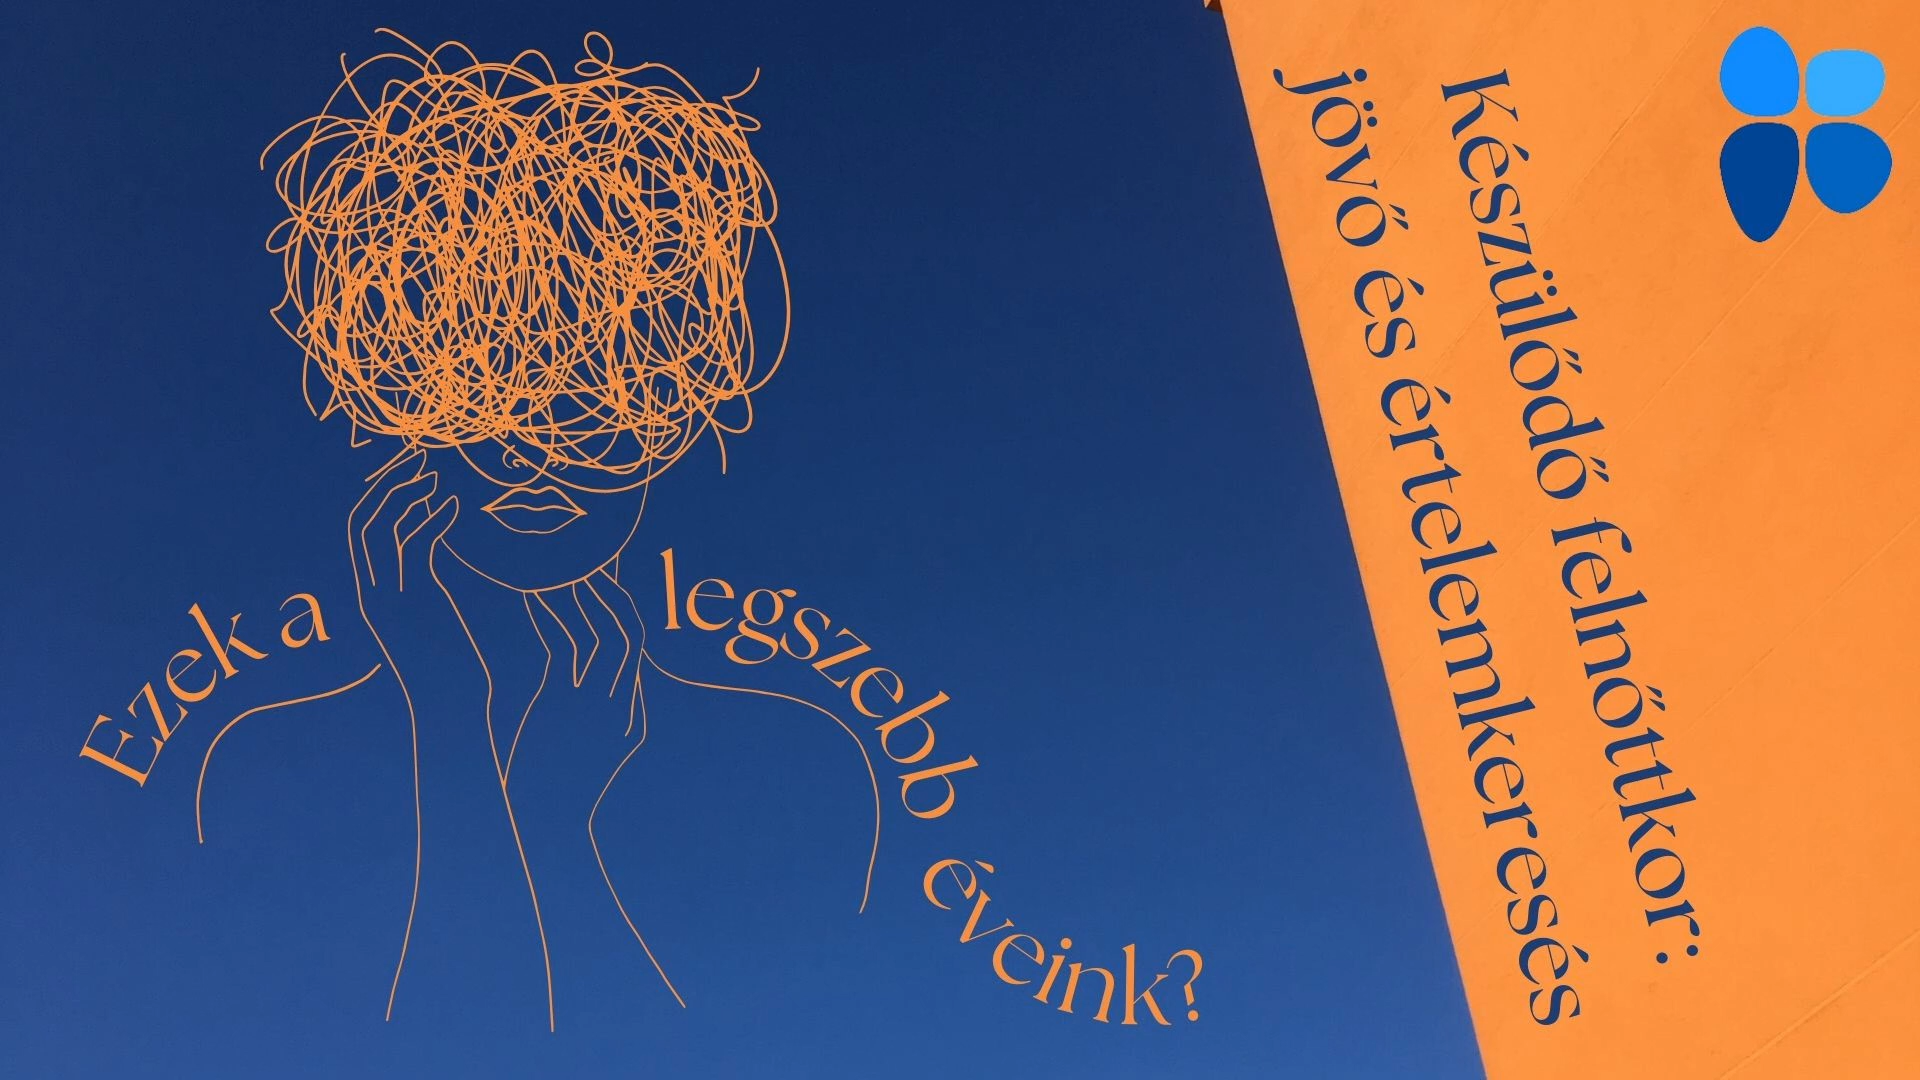 Ezek a legszebb éveink?
Készülődő felnőttkor:
jövő és értelemkeresés